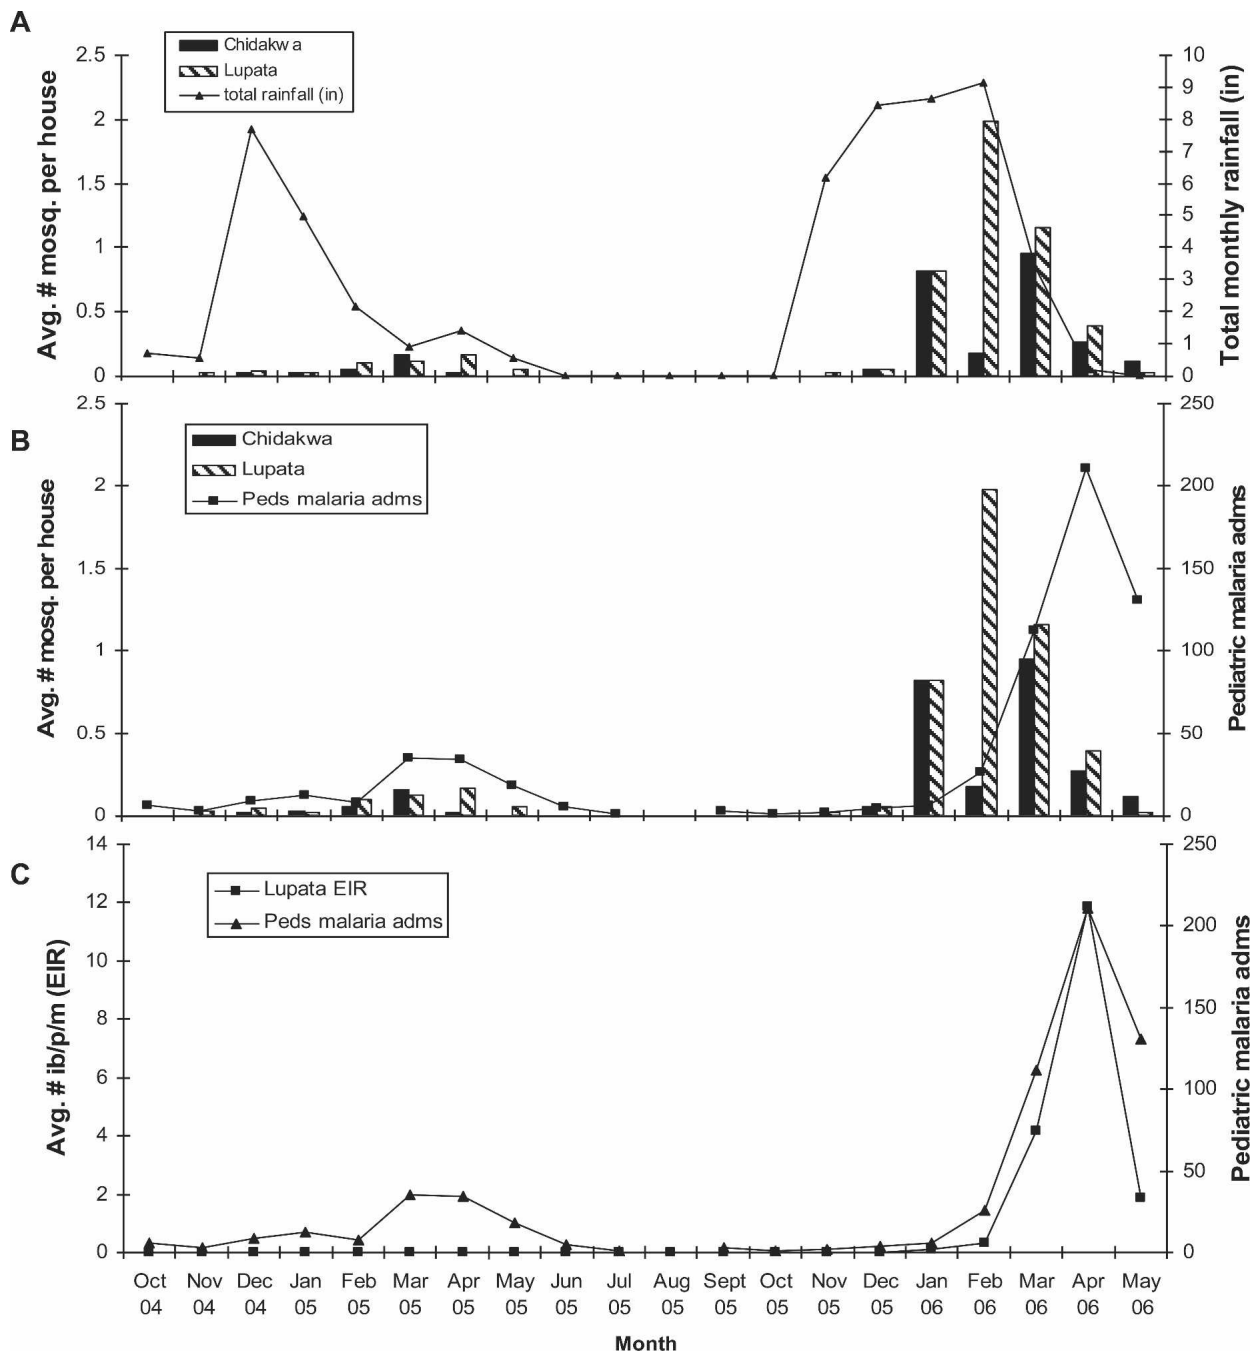 A
Chidakwa
Lupata
total rainfall (in)
Avg. # mosq. per house
2.5
2
1.5
1
0.5
0
10
9
8
7
6
5
4
3
2
1
0
Total monthly rainfall (in)
B
Chidakwa
Lupata
Peds malaria adms
Avg. # mosq. per house
2.5
2
1.5
1
0.5
0
250
200
150
100
50
0
Pediatric malaria adms
C
Lupata EIR
Peds malaria adms
Avg. # ib/p/m (EIR)
14
12
10
8
6
4
2
0
250
200
150
100
50
0
Pediatric malaria adms
Oct Nov Dec Jan Feb Mar Apr May Jun Jul Aug Sept Oct Nov Dec Jan Feb Mar Apr May
04 04 04 05 05 05 05 05 05 05 05 05 05 05 05 06 06 06 06 06
Month